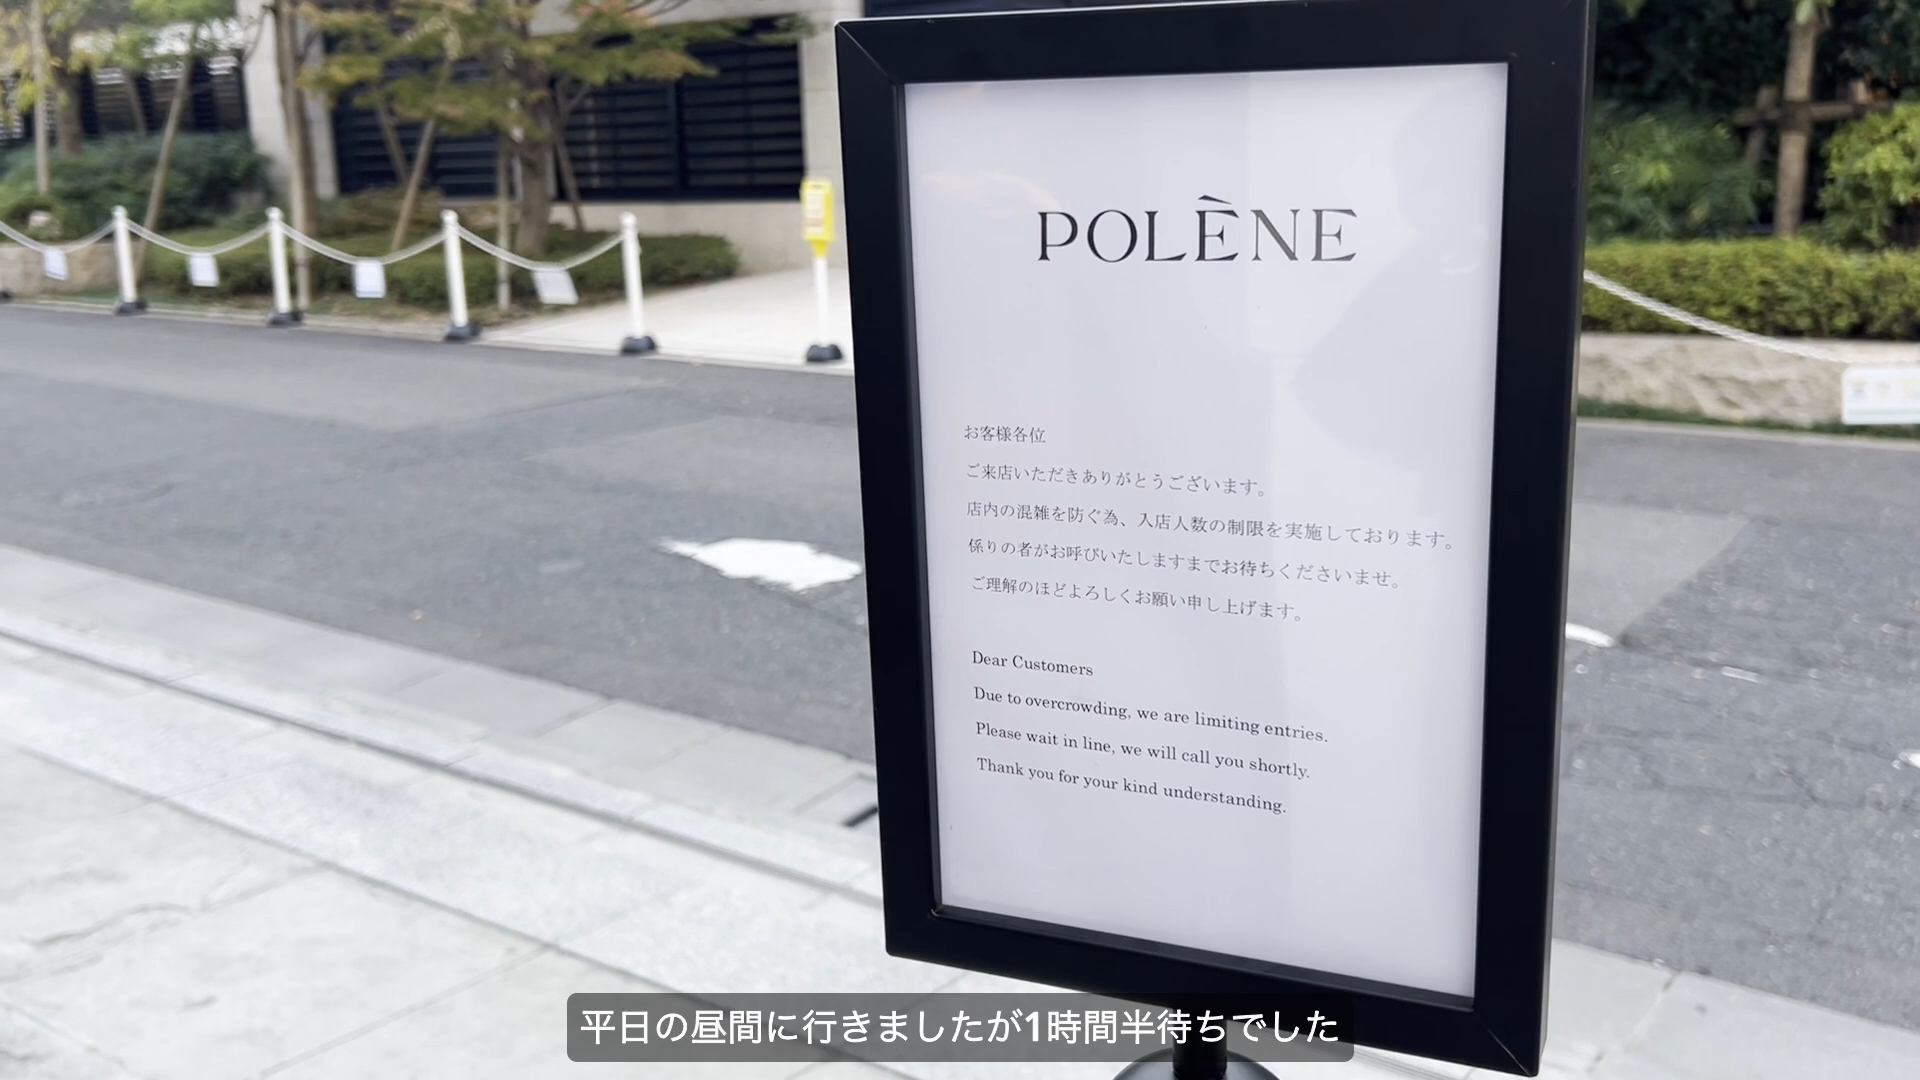 POLÈNE
お客様各位
ご来店いただきありがとうございます。
店内の混雑を防ぐ為、入店人数の制限を実施しております。
係りの者がお呼びいたしますまでお待ちくださいませ。
ご理解のほどよろしくお願い申し上げます。
Dear Customers
Due to overcrowding, we are limiting entries.
Please wait in line, we will call you shortly.
Thank you for your kind understanding.
平日の昼間に行きましたが1時間半待ちでした